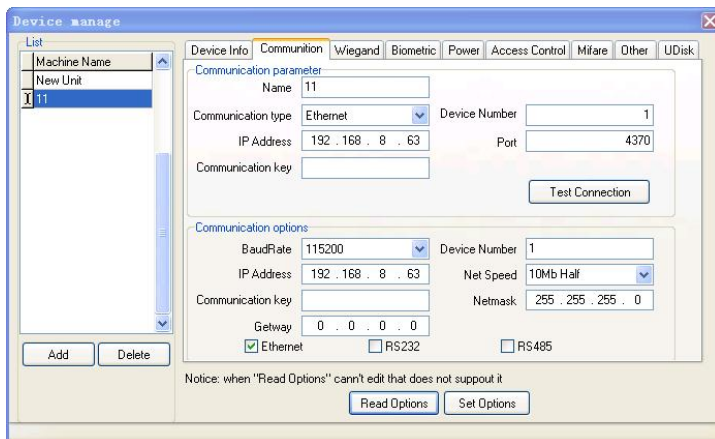 Device manage
List
Machine Name
New Unit
11
Add Delete
Device Info Communition Wiegand Biometric Power Access Control Mifare Other UDisk
Communication parameter
Name 11
Communication type Ethernet Device Number 1
IP Address 192 . 168 . 8 . 63 Port 4370
Communication key
Test Connection
Communication options
BaudRate 115200 Device Number 1
IP Address 192 . 168 . 8 . 63 Net Speed 10Mb Half
Communication key Netmask 255 . 255 . 255 . 0
Getway 0 . 0 . 0 . 0
Ethernet RS232 RS485
Notice: when "Read Options" cann't edit that does not suppout it
Read Options Set Options